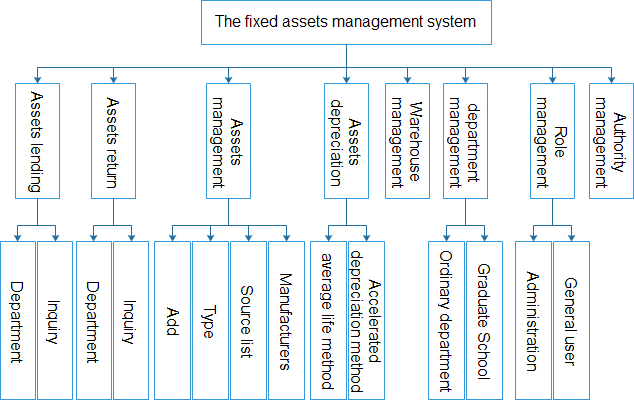 The fixed assets management system
Assets lending
Assets return
Assets
management
Assets
depreciation
Warehouse
management
department
management
Role
management
Authority
management
Department
Inquiry
Department
Inquiry
Add
Type
Source list
Manufacturers
average life method
Accelerated
depreciation method
Ordinary department
Graduate School
Administration
General user